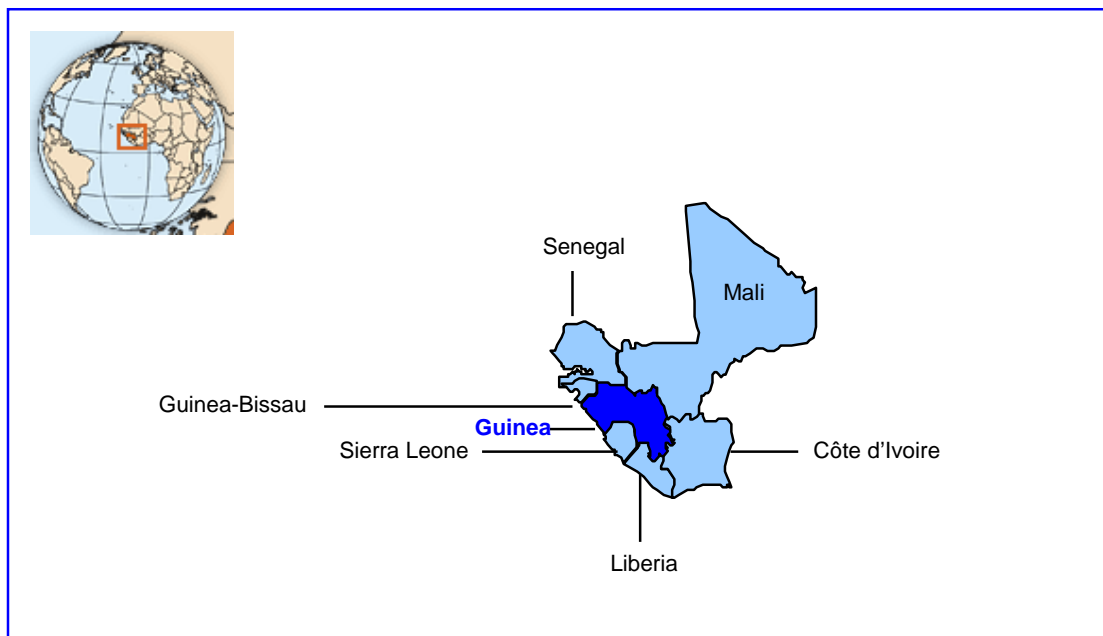 Senegal
Mali
Guinea-Bissau
Guinea
Sierra Leone
Côte d’Ivoire
Liberia